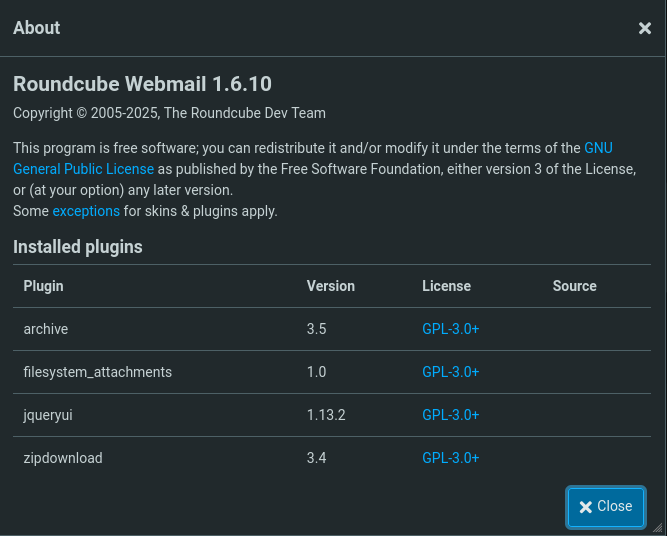 About
Roundcube Webmail 1.6.10
Copyright © 2005-2025, The Roundcube Dev Team
This program is free software; you can redistribute it and/or modify it under the terms of the GNU
General Public License as published by the Free Software Foundation, either version 3 of the License,
or (at your option) any later version.
Some exceptions for skins & plugins apply.
Installed plugins
Plugin Version License Source
archive 3.5 GPL-3.0+
filesystem_attachments 1.0 GPL-3.0+
jqueryui 1.13.2 GPL-3.0+
zipdownload 3.4 GPL-3.0+
Close